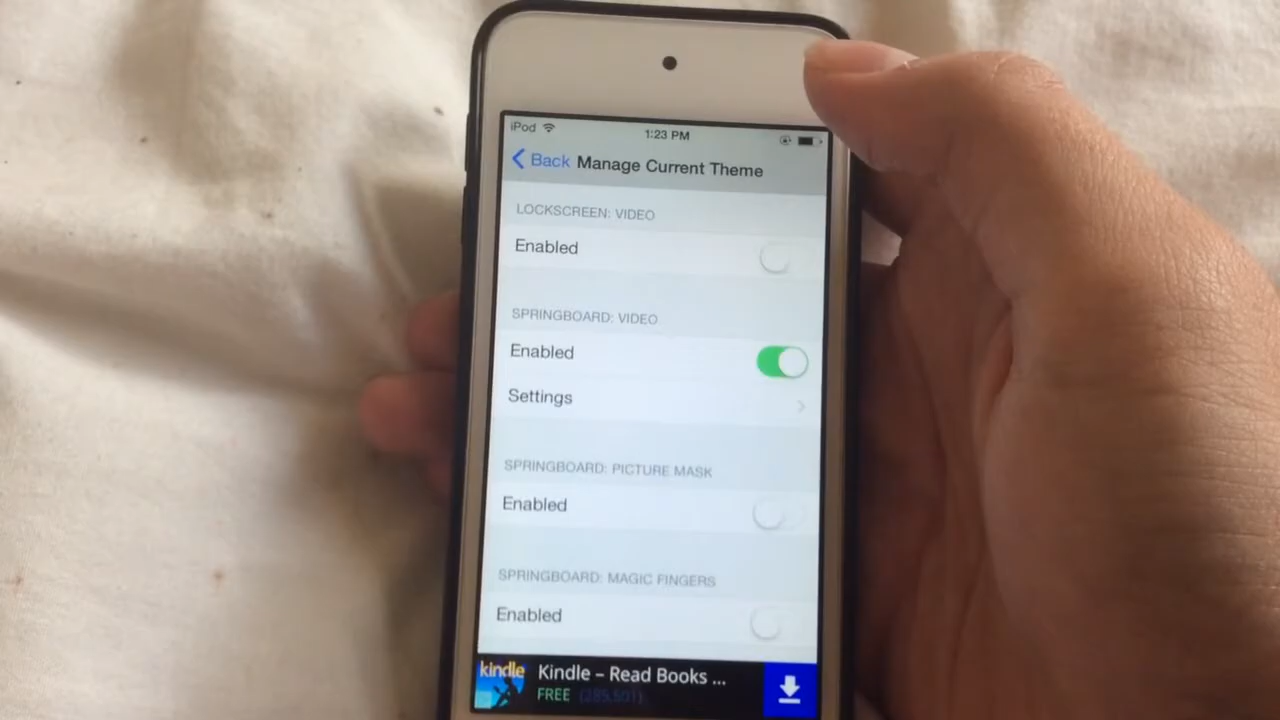 iPod
1:23 PM
Back Manage Current Theme
LOCKSCREEN: VIDEO
Enabled
SPRINGBOARD: VIDEO
Enabled
Settings
SPRINGBOARD: PICTURE MASK
Enabled
SPRINGBOARD: MAGIC FINGERS
Enabled
kindle
Kindle – Read Books ...
FREE (285,501)